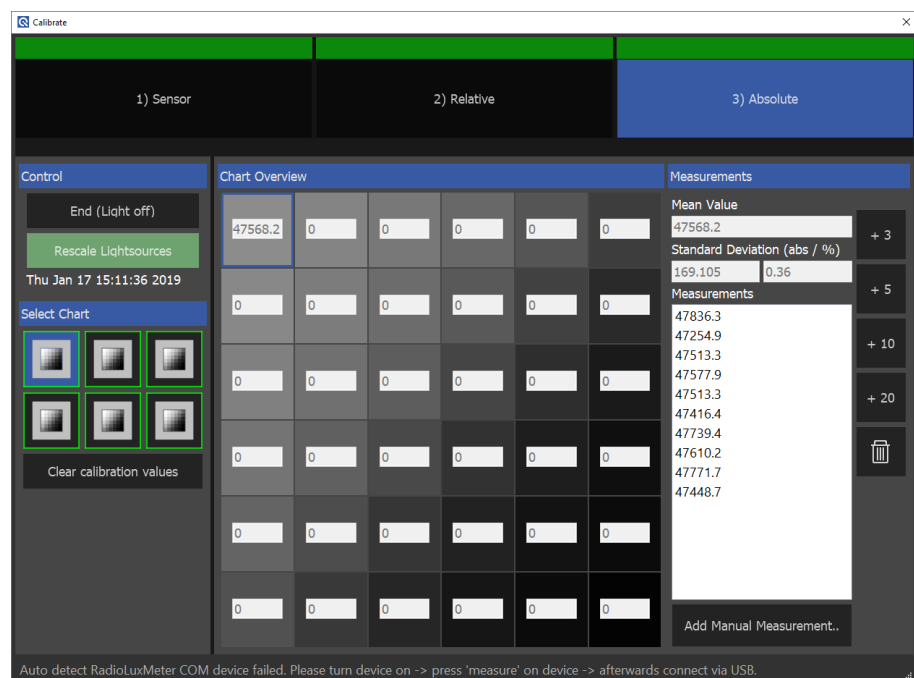 Calibrate
1) Sensor
2) Relative
3) Absolute
Control
End (Light off)
Rescale Lightsources
Thu Jan 17 15:11:36 2019
Select Chart
Clear calibration values
Chart Overview
47568.2 0 0 0 0 0
0 0 0 0 0 0
0 0 0 0 0 0
0 0 0 0 0 0
0 0 0 0 0 0
0 0 0 0 0 0
Measurements
Mean Value
47568.2
Standard Deviation (abs / %)
169.105 0.36
Measurements
47836.3
47254.9
47513.3
47577.9
47513.3
47416.4
47739.4
47610.2
47771.7
47448.7
+ 3
+ 5
+ 10
+ 20
Add Manual Measurement..
Auto detect RadioLuxMeter COM device failed. Please turn device on -> press 'measure' on device -> afterwards connect via USB.